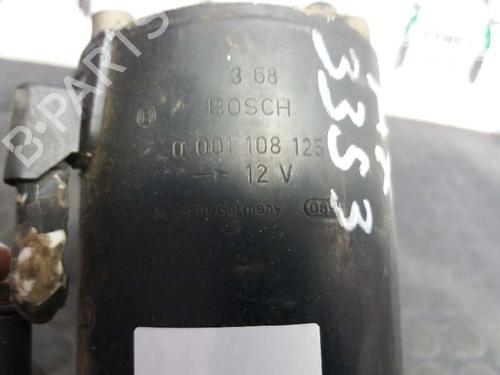 3 68
BOSCH
0 001 108 125
12 V
Made in Germany
3353
B-PARTS